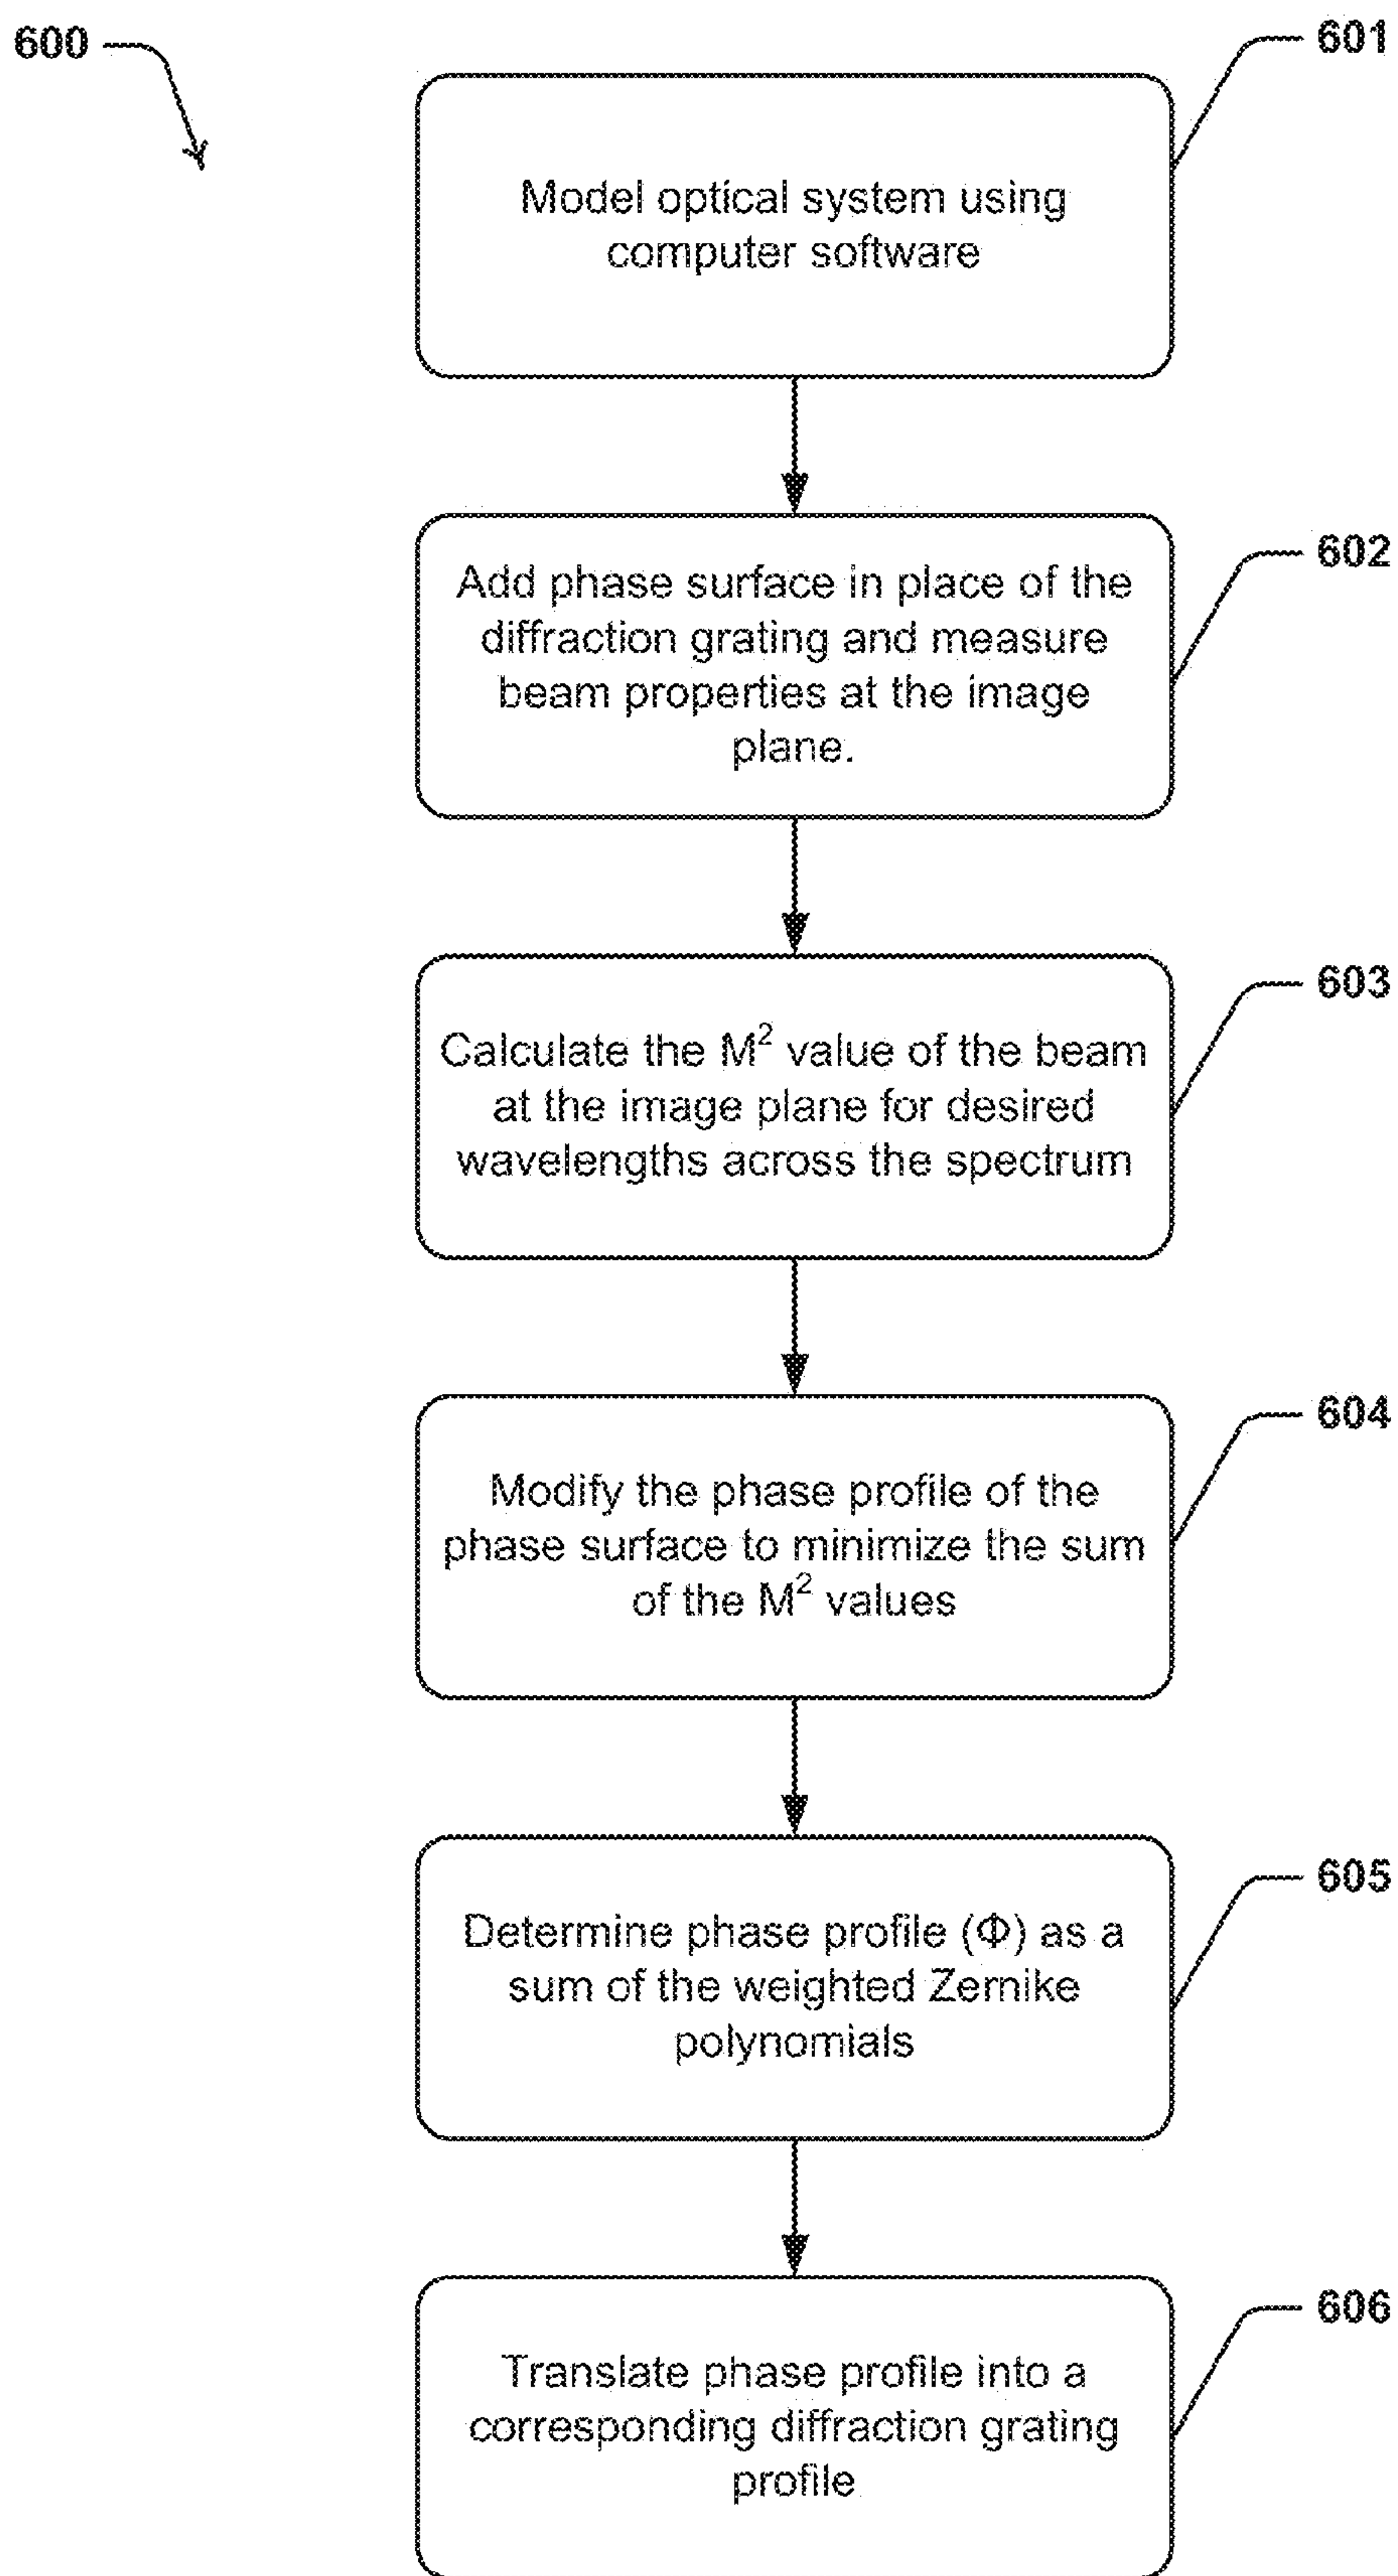 600
601
Model optical system using
computer software
602
Add phase surface in place of the
diffraction grating and measure
beam properties at the image
plane.
603
Calculate the M² value of the beam
at the image plane for desired
wavelengths across the spectrum
604
Modify the phase profile of the
phase surface to minimize the sum
of the M² values
605
Determine phase profile (Φ) as a
sum of the weighted Zernike
polynomials
606
Translate phase profile into a
corresponding diffraction grating
profile